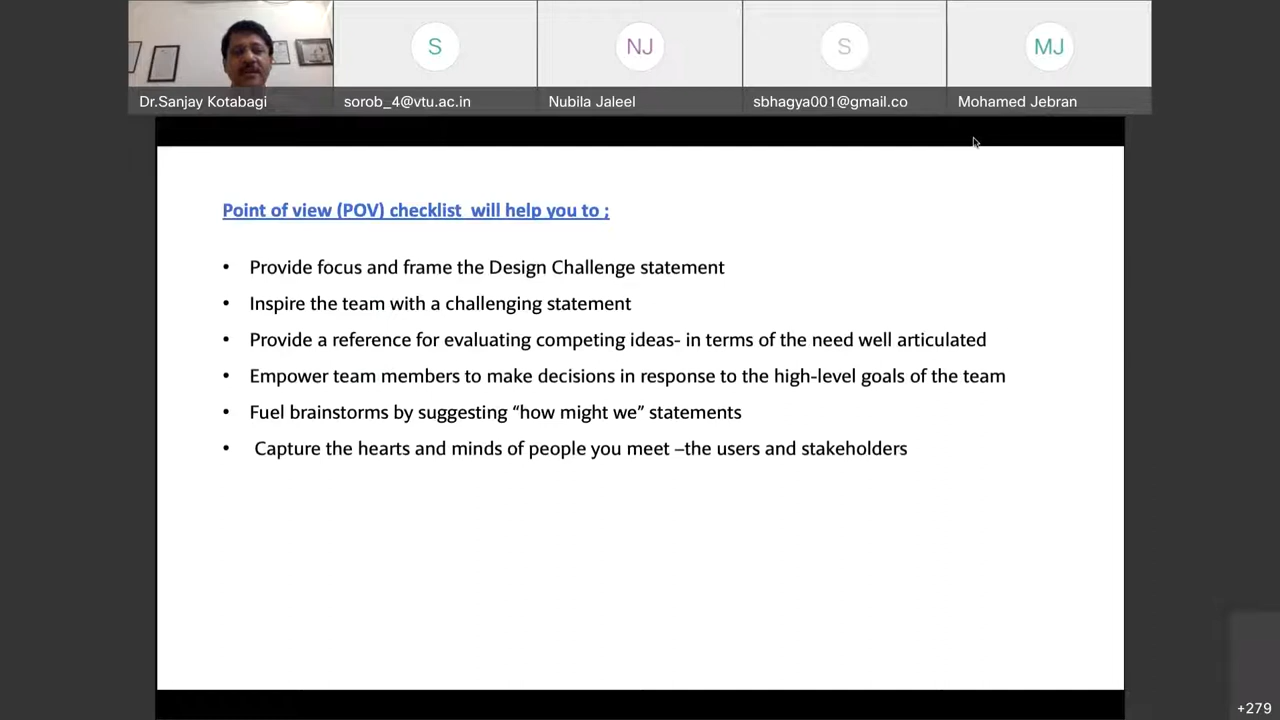 S
NJ
S
MJ
Dr.Sanjay Kotabagi
sorob_4@vtu.ac.in
Nubila Jaleel
sbhagya001@gmail.co
Mohamed Jebran
Point of view (POV) checklist  will help you to ;
• Provide focus and frame the Design Challenge statement
• Inspire the team with a challenging statement
• Provide a reference for evaluating competing ideas- in terms of the need well articulated
• Empower team members to make decisions in response to the high-level goals of the team
• Fuel brainstorms by suggesting “how might we” statements
• Capture the hearts and minds of people you meet –the users and stakeholders
+279